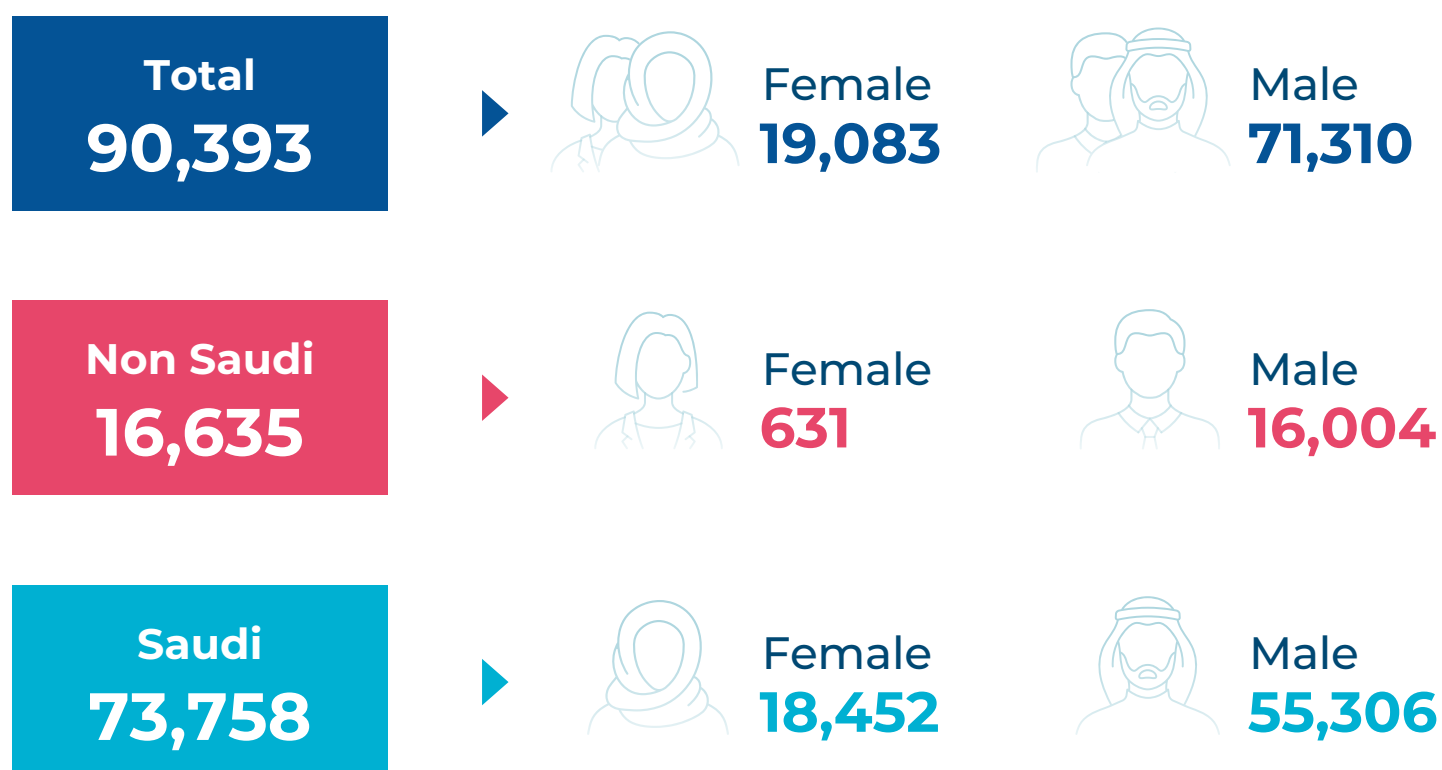 Total
90,393
Female
19,083
Male
71,310
Non Saudi
16,635
Female
631
Male
16,004
Saudi
73,758
Female
18,452
Male
55,306